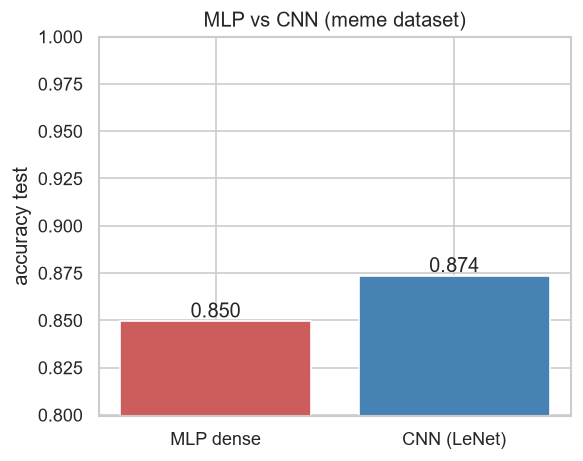 MLP vs CNN (meme dataset)
accuracy test
1.000
0.975
0.950
0.925
0.900
0.875
0.850
0.825
0.800
0.850
0.874
MLP dense
CNN (LeNet)